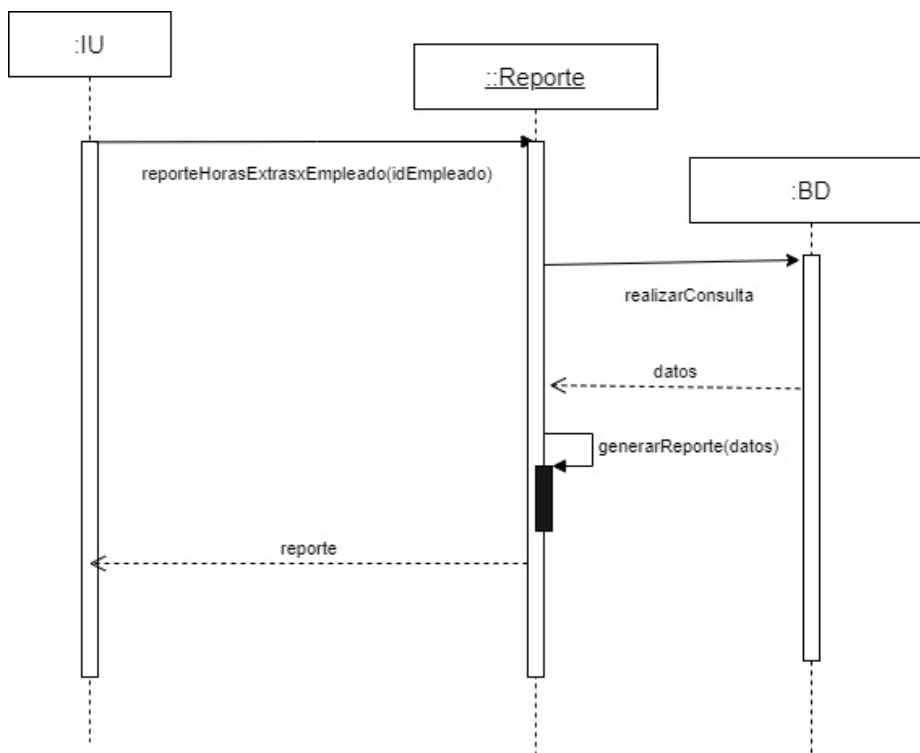 :IU
::Reporte
reporteHorasExtrasxEmpleado(idEmpleado)
:BD
realizarConsulta
datos
generarReporte(datos)
reporte